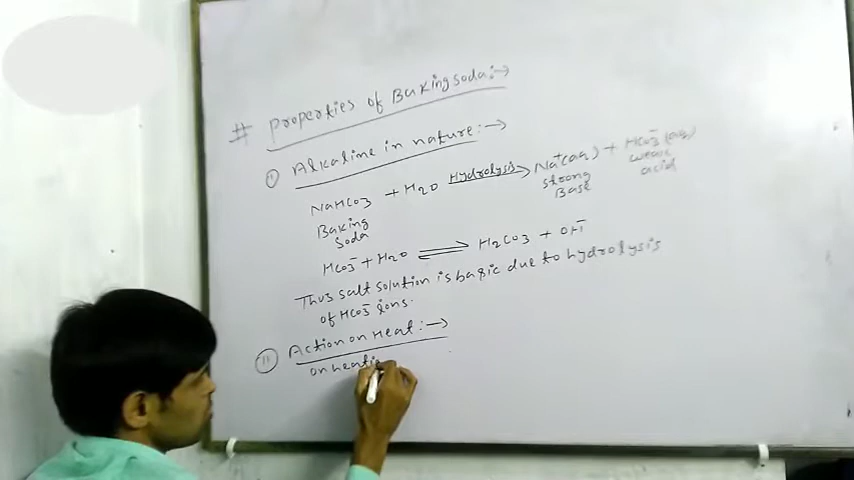 # Properties of Baking soda:→
(i) Alkaline in nature:→
NaHCO3 + H2O Hydrolysis→ Na+(aq) + HCO3-(aq)
Baking soda strong Base weak acid
HCO3- + H2O ⇌ H2CO3 + OH-
Thus salt solution is basic due to hydrolysis
of HCO3- ions.
(ii) Action on Heat:→
on heati